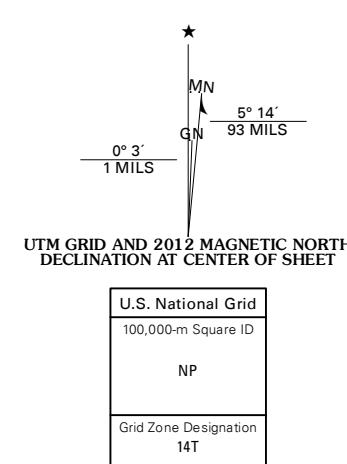 ★
MN
GN
5° 14´
93 MILS
0° 3´
1 MILS
UTM GRID AND 2012 MAGNETIC NORTH
DECLINATION AT CENTER OF SHEET
U.S. National Grid
100,000-m Square ID
NP
Grid Zone Designation
14T